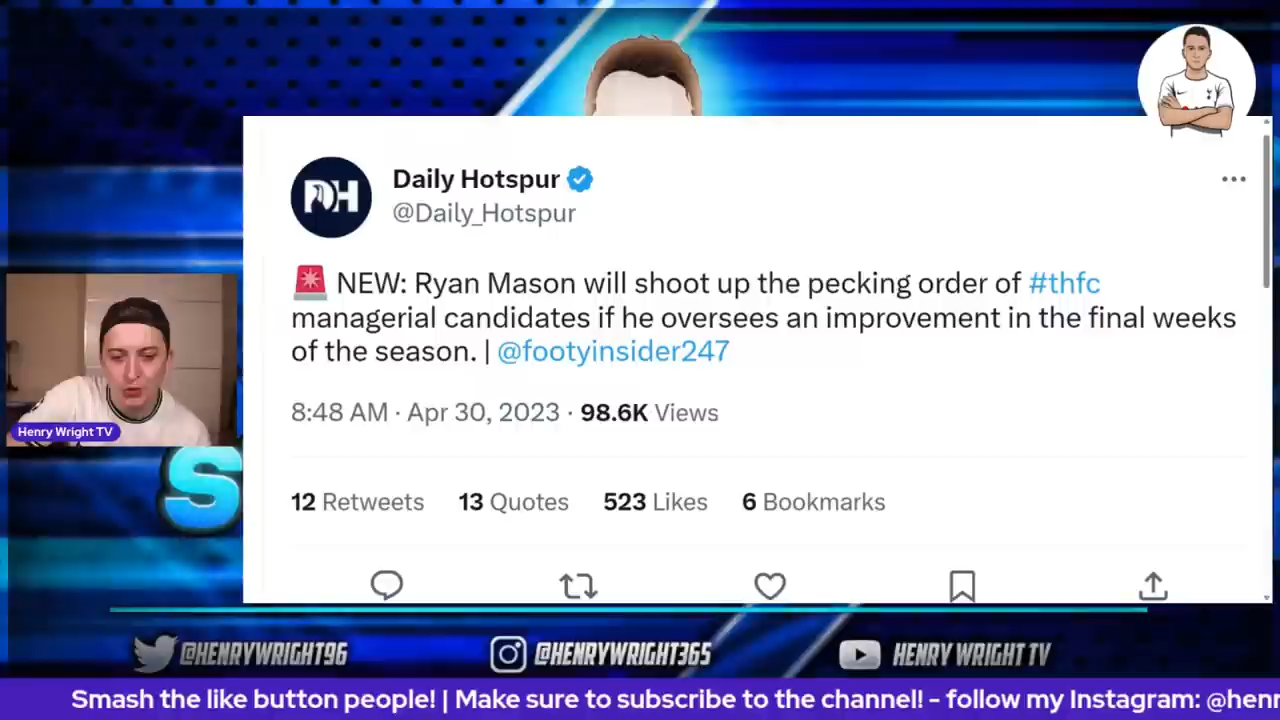 DH
Daily Hotspur
@Daily_Hotspur
NEW: Ryan Mason will shoot up the pecking order of #thfc
managerial candidates if he oversees an improvement in the final weeks
of the season. | @footyinsider247
8:48 AM · Apr 30, 2023 · 98.6K Views
12 Retweets 13 Quotes 523 Likes 6 Bookmarks
Henry Wright TV
S
@HENRYWRIGHT96 @HENRYWRIGHT365 HENRY WRIGHT TV
Smash the like button people! | Make sure to subscribe to the channel! - follow my Instagram: @henr